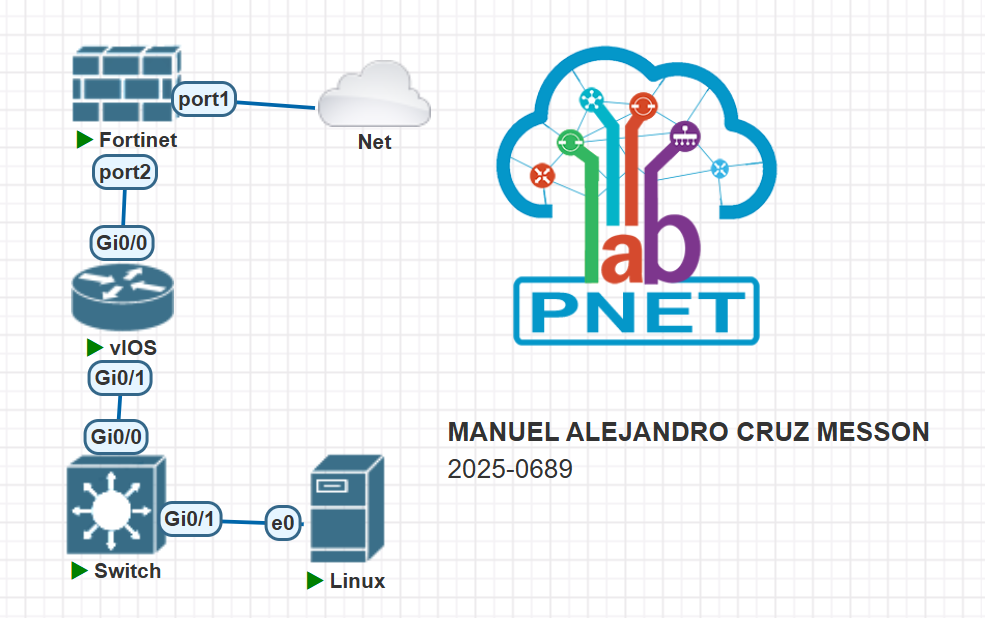 port1
Net
Fortinet
port2
Gi0/0
vIOS
Gi0/1
Gi0/0
Gi0/1
e0
Switch
Linux
lab
PNET
MANUEL ALEJANDRO CRUZ MESSON
2025-0689